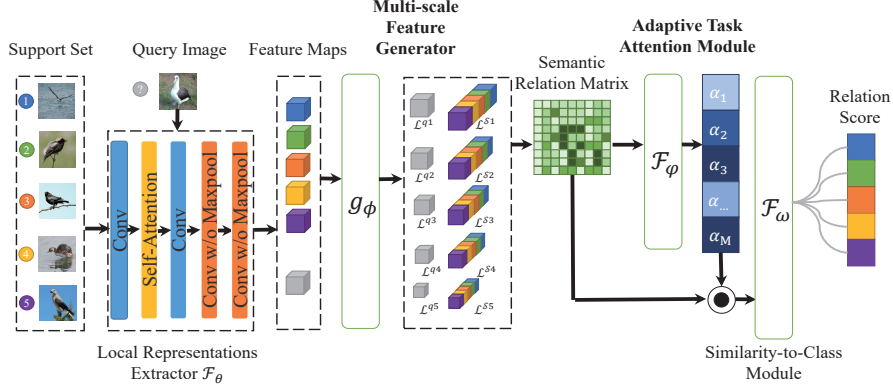 Support Set
Query Image
Feature Maps
Multi-scale
Feature
Generator
Semantic
Relation Matrix
Adaptive Task
Attention Module
Relation
Score
1
2
3
4
5
?
Conv
Self-Attention
Conv
Conv w/o Maxpool
Conv w/o Maxpool
Local Representations
Extractor ℱ_θ
g_ϕ
ℒ^{q1} ℒ^{S1}
ℒ^{q2} ℒ^{S2}
ℒ^{q3} ℒ^{S3}
ℒ^{q4} ℒ^{S4}
ℒ^{q5} ℒ^{S5}
ℱ_φ
α_1
α_2
α_3
α_...
α_M
ℱ_ω
Similarity-to-Class
Module